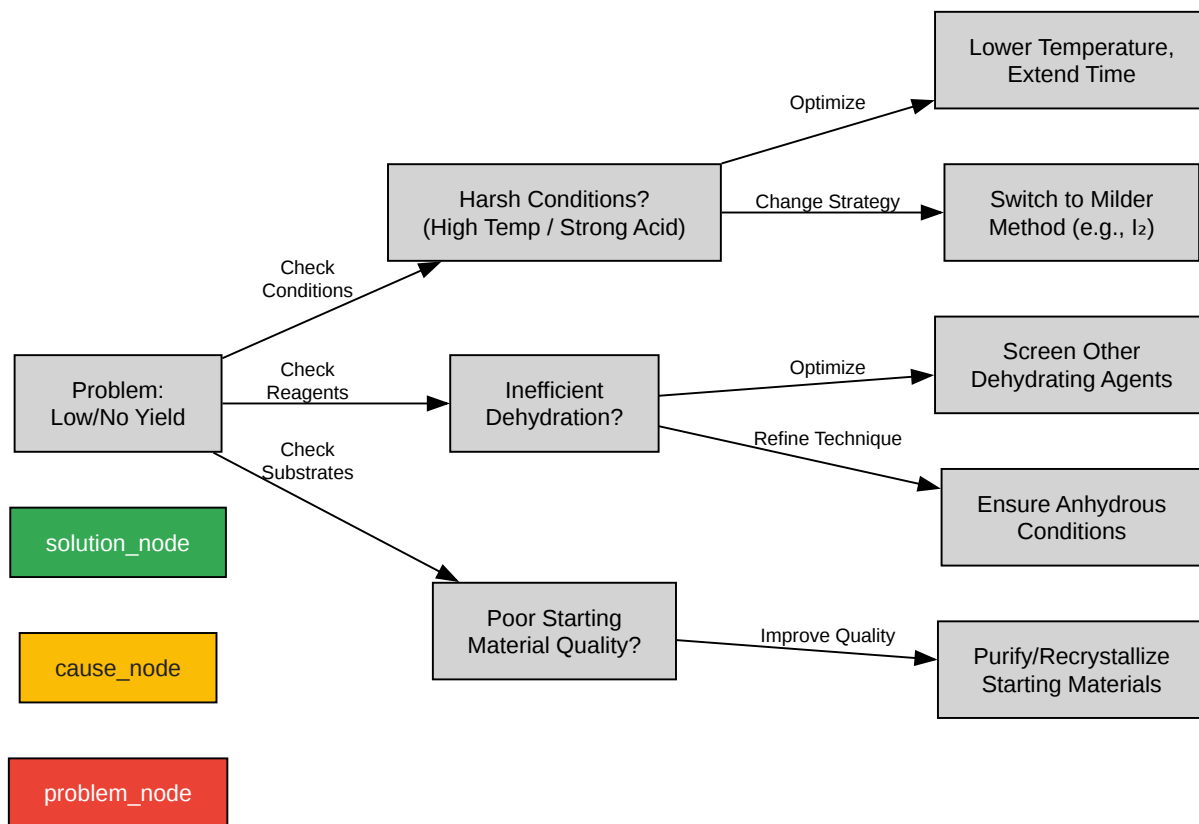 Lower Temperature,
Extend Time
Optimize
Harsh Conditions?
(High Temp / Strong Acid)
Change Strategy
Switch to Milder
Method (e.g., I₂)
Check
Conditions
Problem:
Low/No Yield
Check
Reagents
Inefficient
Dehydration?
Optimize
Screen Other
Dehydrating Agents
Refine Technique
Ensure Anhydrous
Conditions
Check
Substrates
Poor Starting
Material Quality?
Improve Quality
Purify/Recrystallize
Starting Materials
solution_node
cause_node
problem_node